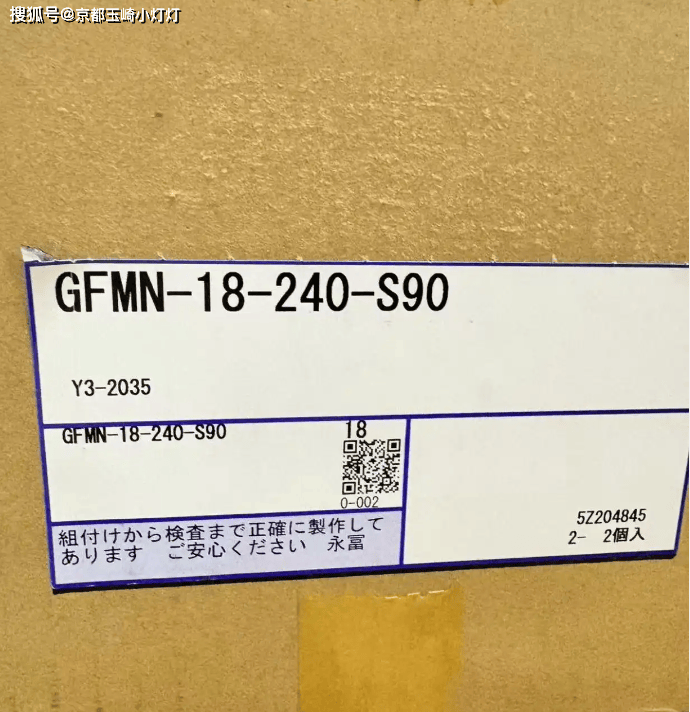 搜狐号@京都玉崎小灯灯
GFMN-18-240-S90
Y3-2035
GFMN-18-240-S90
18
0-002
組付けから検査まで正確に製作して
あります　ご安心ください　永冨
5Z204845
2-　2個入